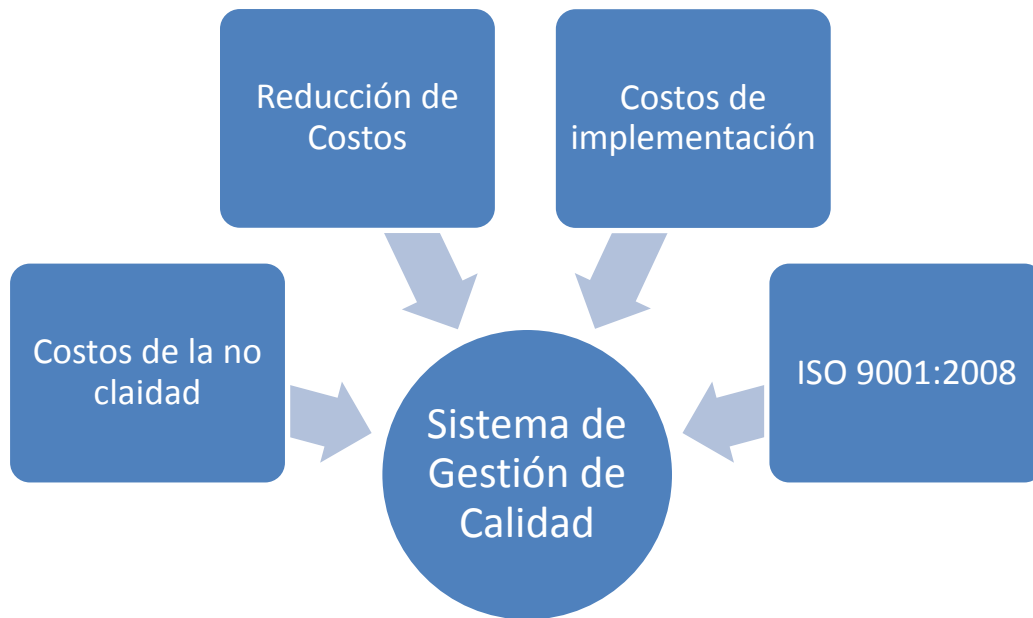 Reducción de
Costos
Costos de
implementación
Costos de la no
claidad
ISO 9001:2008
Sistema de
Gestión de
Calidad